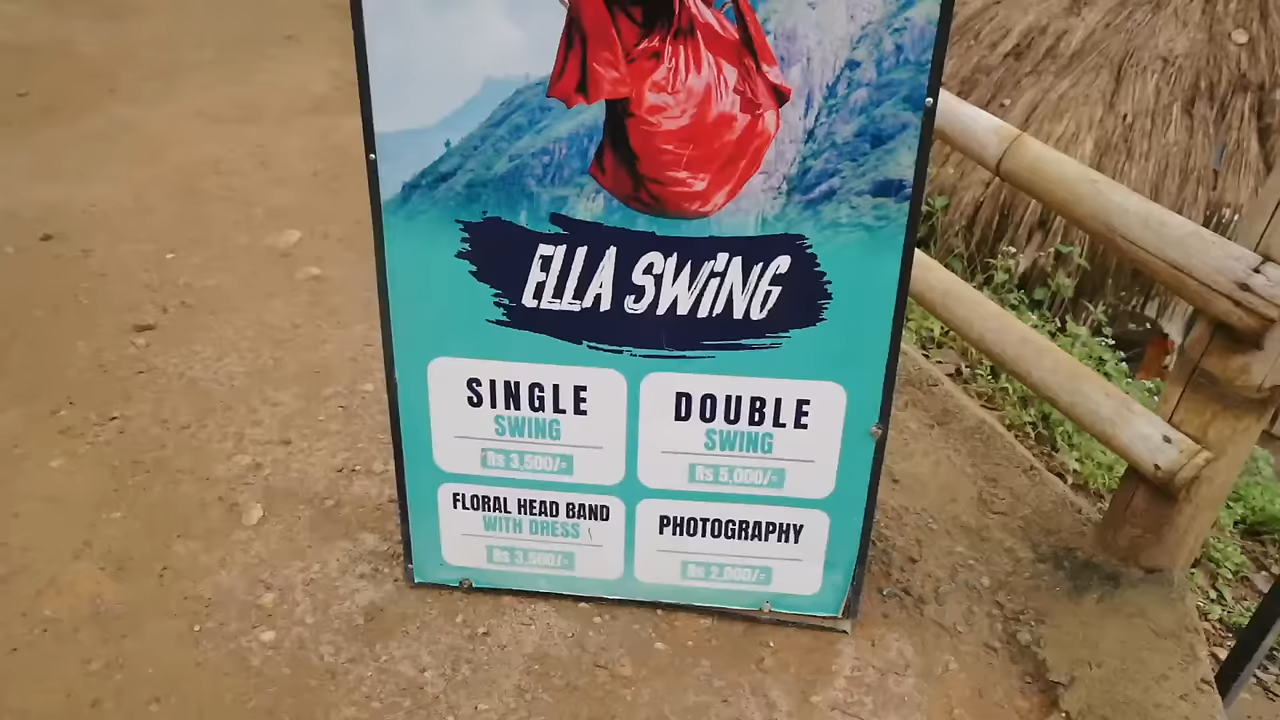 ELLA SWiNG
SINGLE
SWING
Rs 3,500/=
DOUBLE
SWING
Rs 5,000/=
FLORAL HEAD BAND
WITH DRESS
Rs 3,500/=
PHOTOGRAPHY
Rs 2,000/=